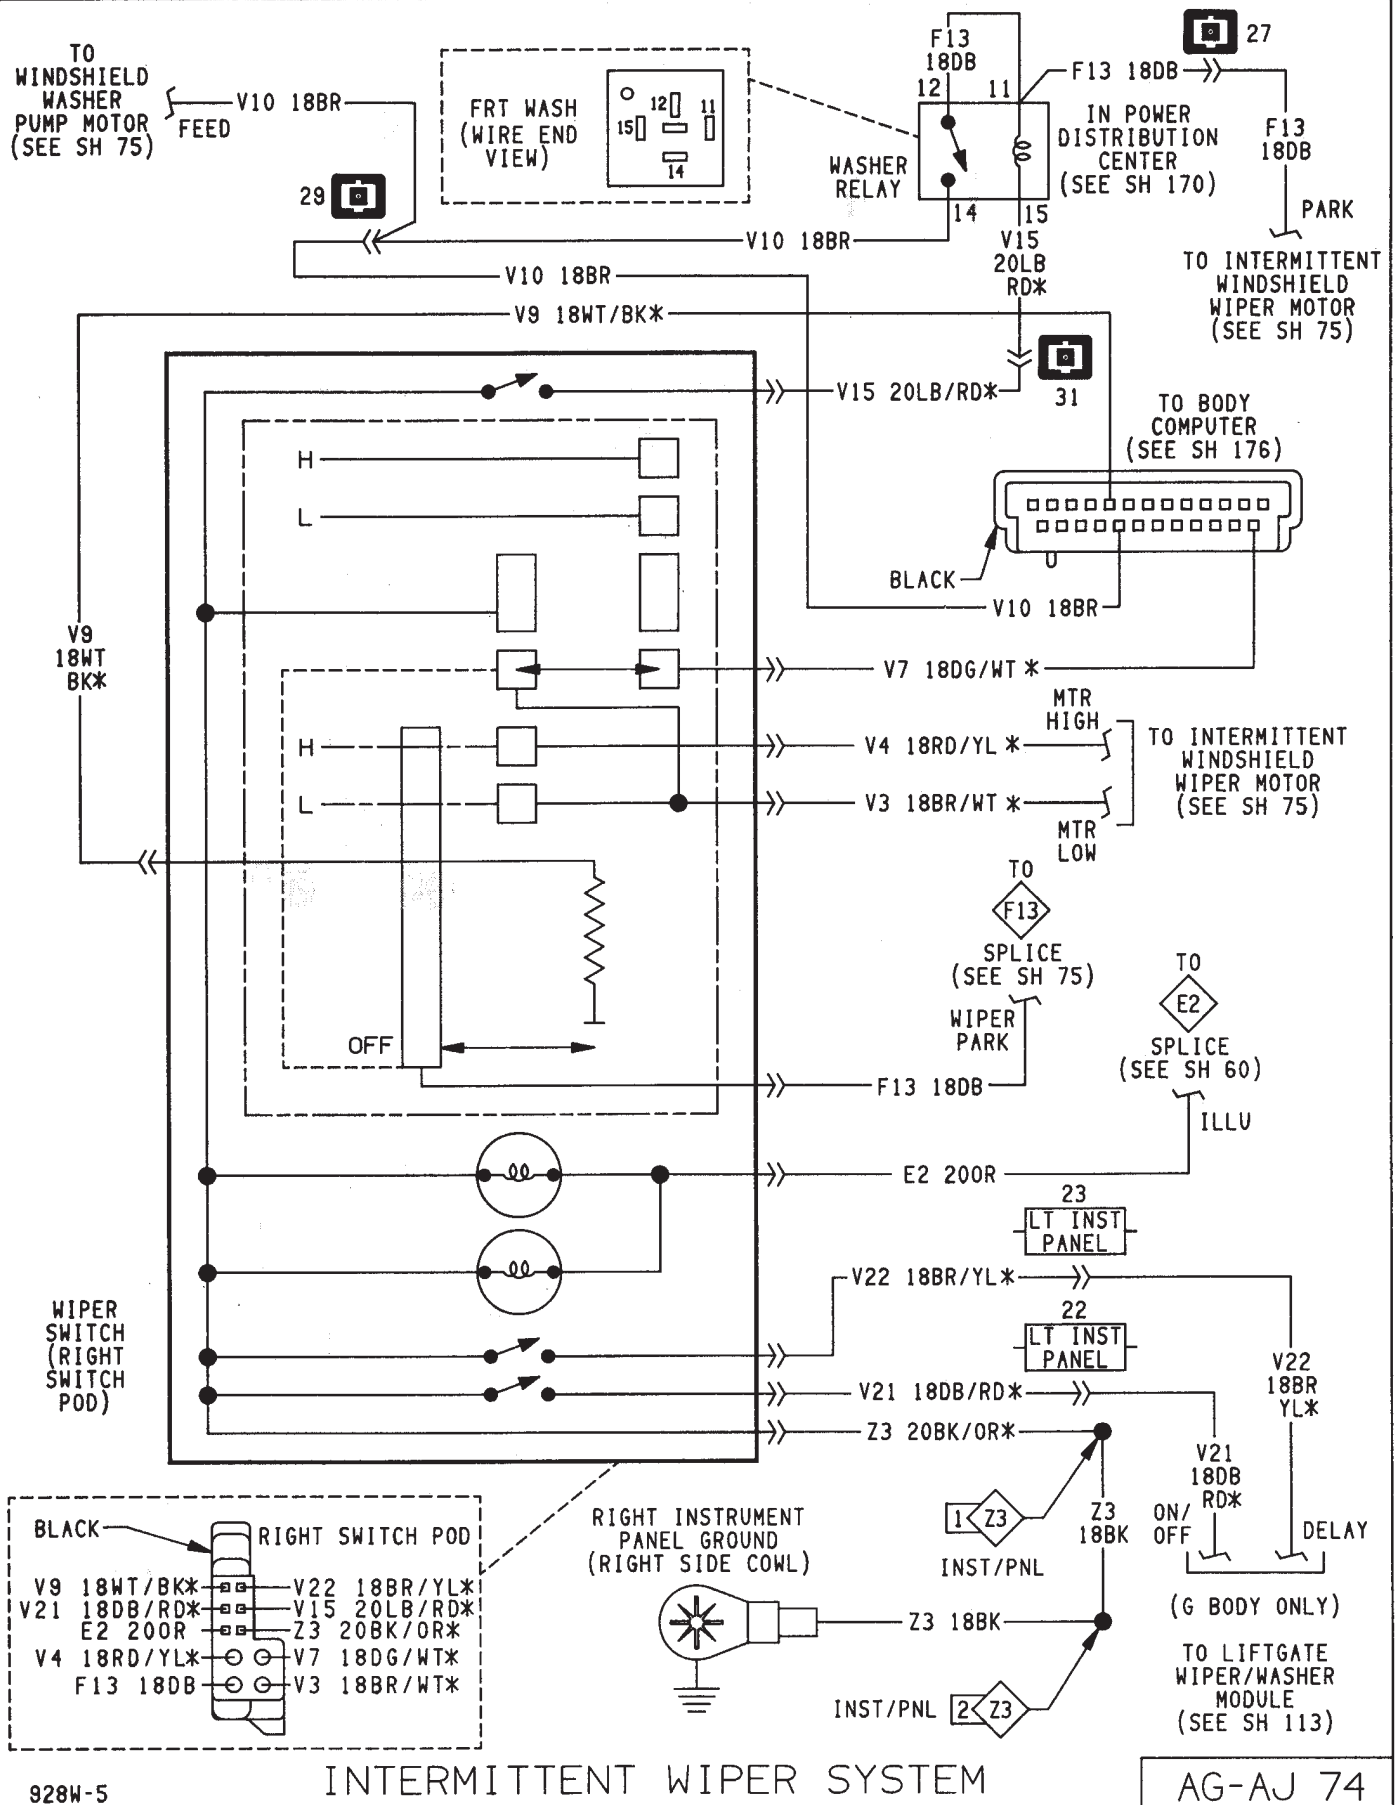 TO
WINDSHIELD
WASHER
PUMP MOTOR
(SEE SH 75)
FEED
V10 18BR
29
FRT WASH
(WIRE END
VIEW)
12
11
15
14
F13
18DB
12
11
WASHER
RELAY
14
15
IN POWER
DISTRIBUTION
CENTER
(SEE SH 170)
F13 18DB
27
F13
18DB
PARK
TO INTERMITTENT
WINDSHIELD
WIPER MOTOR
(SEE SH 75)
V10 18BR
V15
20LB
RD*
V10 18BR
V9 18WT/BK*
31
V15 20LB/RD*
TO BODY
COMPUTER
(SEE SH 176)
BLACK
V10 18BR
H
L
V9
18WT
BK*
V7 18DG/WT *
MTR
HIGH
H
V4 18RD/YL *
TO INTERMITTENT
WINDSHIELD
WIPER MOTOR
(SEE SH 75)
L
V3 18BR/WT *
MTR
LOW
TO
F13
SPLICE
(SEE SH 75)
WIPER
PARK
OFF
F13 18DB
TO
E2
SPLICE
(SEE SH 60)
ILLU
E2 20OR
23
LT INST
PANEL
V22 18BR/YL*
22
LT INST
PANEL
WIPER
SWITCH
(RIGHT
SWITCH
POD)
V21 18DB/RD*
V22
18BR
YL*
Z3 20BK/OR*
V21
18DB
RD*
ON/
OFF
DELAY
1 Z3
INST/PNL
Z3
18BK
RIGHT INSTRUMENT
PANEL GROUND
(RIGHT SIDE COWL)
Z3 18BK
INST/PNL 2 Z3
(G BODY ONLY)
TO LIFTGATE
WIPER/WASHER
MODULE
(SEE SH 113)
BLACK
RIGHT SWITCH POD
V9 18WT/BK* V22 18BR/YL*
V21 18DB/RD* V15 20LB/RD*
E2 20OR Z3 20BK/OR*
V4 18RD/YL* V7 18DG/WT*
F13 18DB V3 18BR/WT*
928W-5
INTERMITTENT WIPER SYSTEM
AG-AJ 74